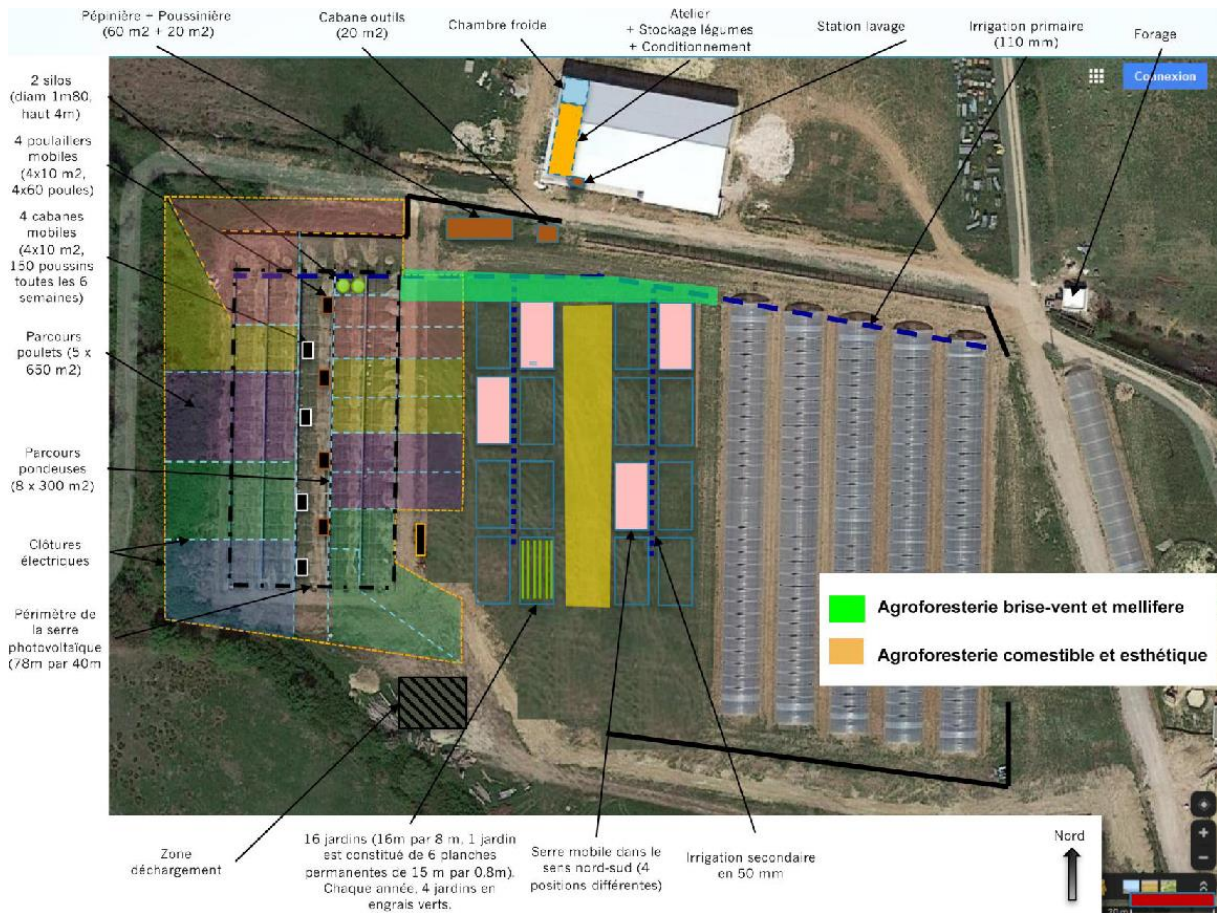 Pépinière – Poussinière
(60 m2 + 20 m2)
Cabane outils
(20 m2)
Chambre froide
Atelier
+ Stockage légumes
+ Conditionnement
Station lavage
Irrigation primaire
(110 mm)
Forage
Connexion
2 silos
(diam 1m80,
haut 4m)
4 poulaillers
mobiles
(4x10 m2,
4x60 poules)
4 cabanes
mobiles
(4x10 m2,
150 poussins
toutes les 6
semaines)
Parcours
poulets (5 x
650 m2)
Parcours
pondeuses
(8 x 300 m2)
Clôtures
électriques
Périmètre de
la serre
photovoltaïque
(78m par 40m
Agroforesterie brise-vent et mellifere
Agroforesterie comestible et esthétique
Zone
déchargement
16 jardins (16m par 8 m, 1 jardin
est constitué de 6 planches
permanentes de 15 m par 0,8m).
Chaque année, 4 jardins en
engrais verts.
Serre mobile dans le
sens nord-sud (4
positions différentes)
Irrigation secondaire
en 50 mm
Nord